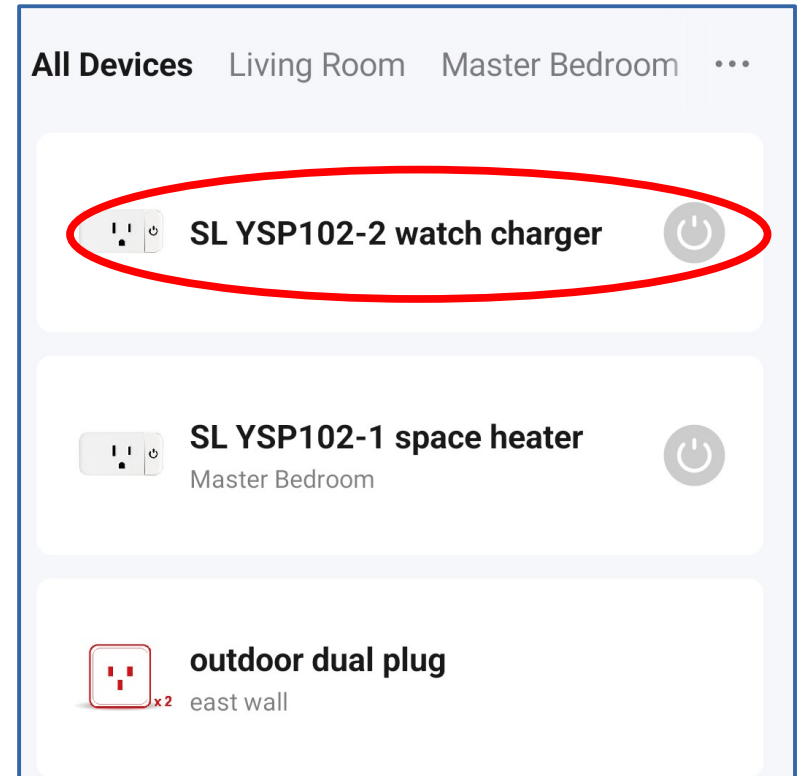 All Devices Living Room Master Bedroom ...
SL YSP102-2 watch charger
SL YSP102-1 space heater
Master Bedroom
outdoor dual plug
x2
east wall